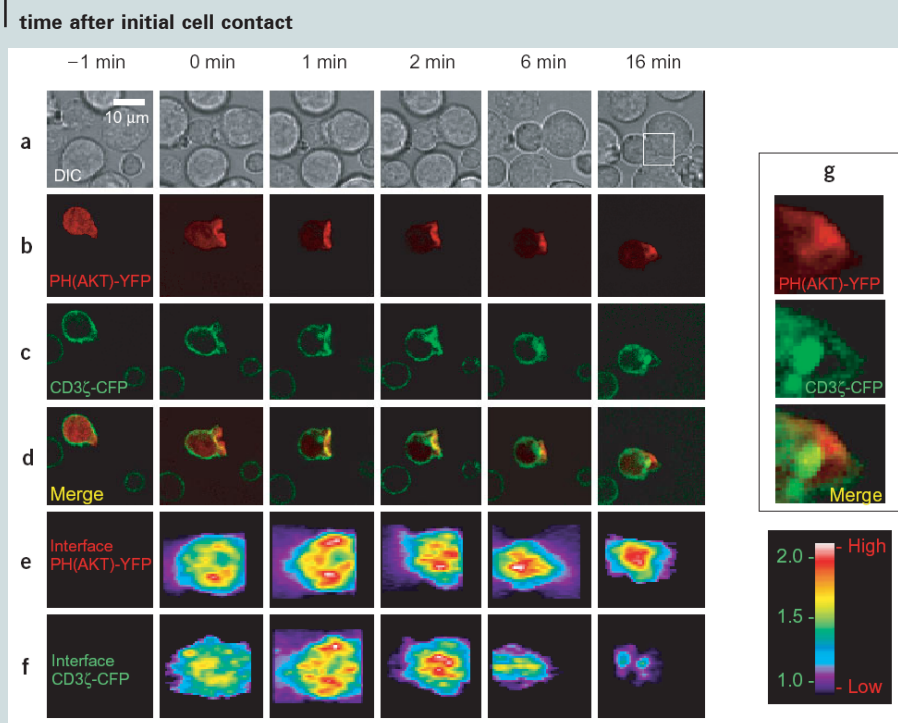 time after initial cell contact
−1 min 0 min 1 min 2 min 6 min 16 min
a
10 μm
DIC
g
b
PH(AKT)-YFP
PH(AKT)-YFP
c
CD3ζ-CFP
CD3ζ-CFP
d
Merge
Merge
e
Interface
PH(AKT)-YFP
2.0 - High
1.5
f
Interface
CD3ζ-CFP
1.0 - Low